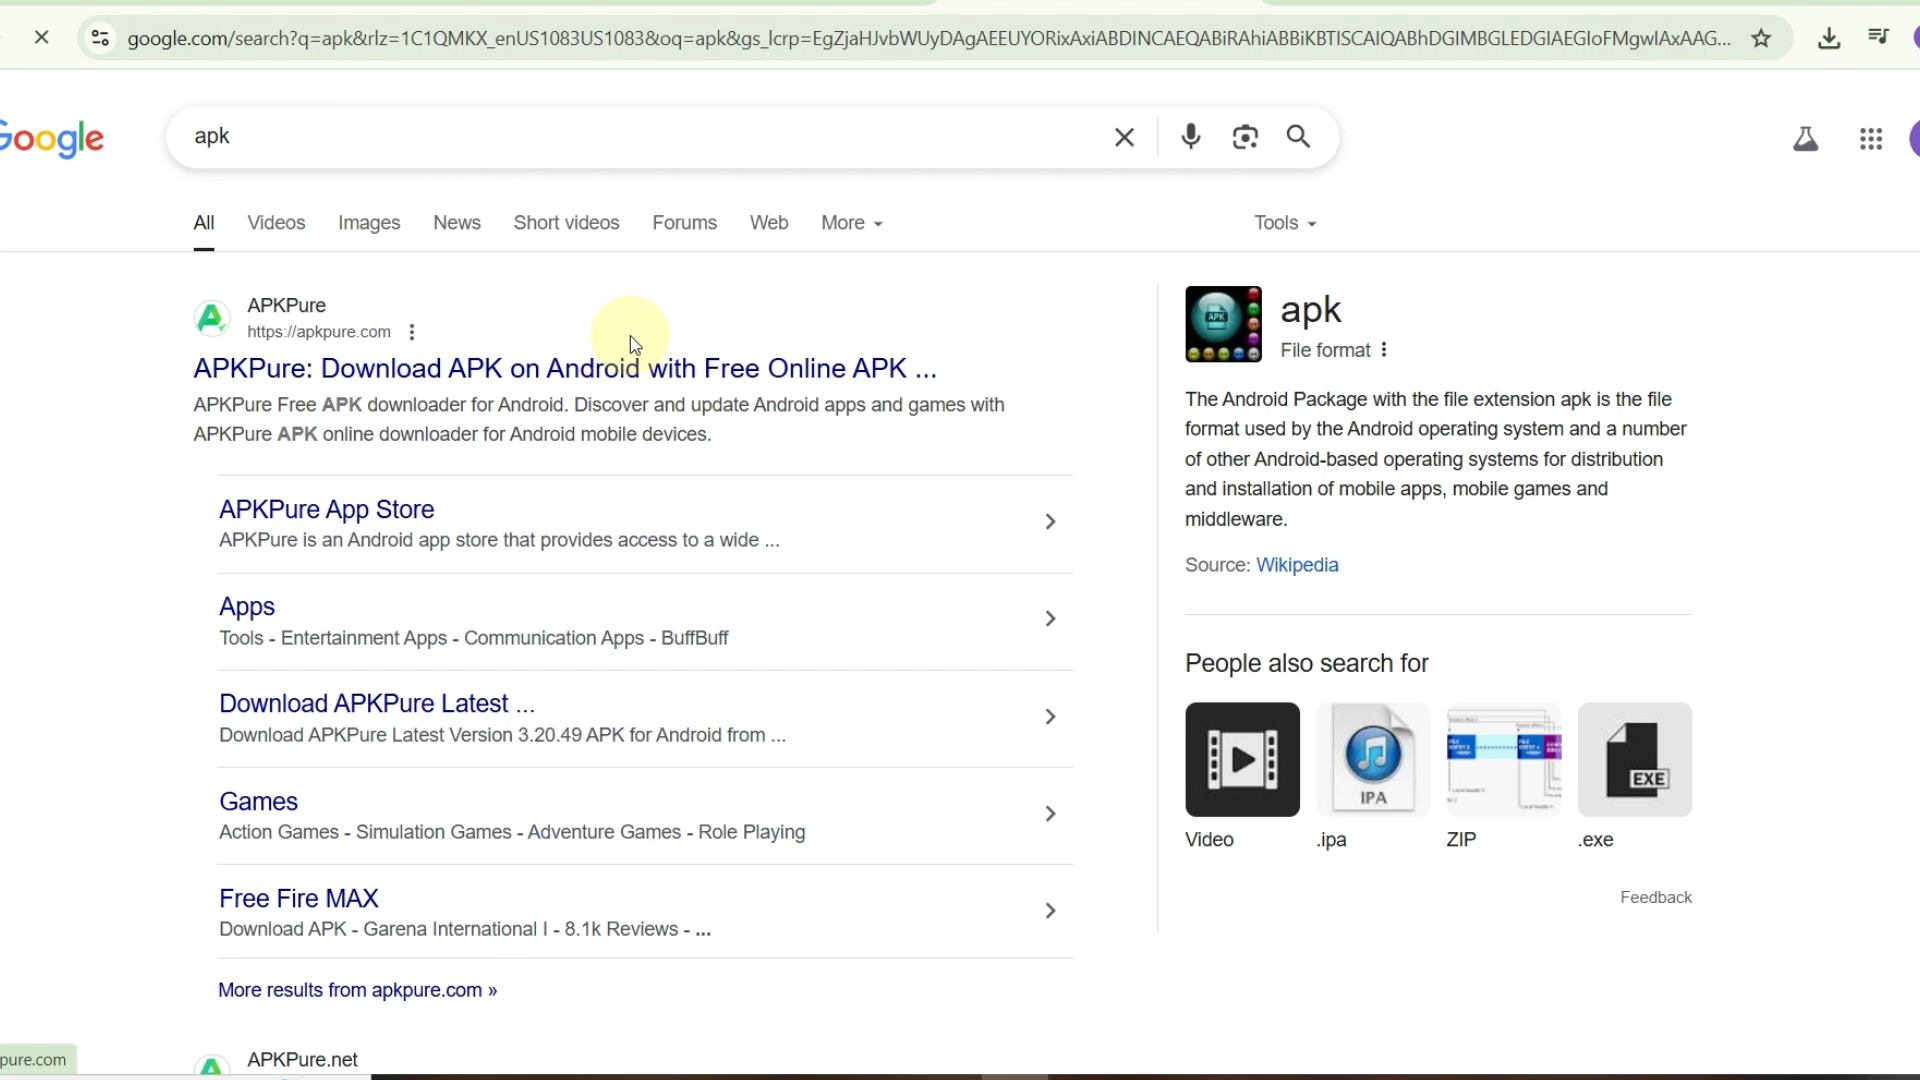 google.com/search?q=apk&rlz=1C1QMKX_enUS1083US1083&oq=apk&gs_lcrp=EgZjaHJvbWUyDAgAEEUYORixAxiABDINCAEQABiRAhiABBiKBTISCAIQABhDGIMBGLEDGIAEGIoFMgwIAxAAG...
Google
apk
All
Videos
Images
News
Short videos
Forums
Web
More
Tools
APKPure
https://apkpure.com
APKPure: Download APK on Android with Free Online APK ...
APKPure Free APK downloader for Android. Discover and update Android apps and games with
APKPure APK online downloader for Android mobile devices.
APKPure App Store
APKPure is an Android app store that provides access to a wide ...
Apps
Tools - Entertainment Apps - Communication Apps - BuffBuff
Download APKPure Latest ...
Download APKPure Latest Version 3.20.49 APK for Android from ...
Games
Action Games - Simulation Games - Adventure Games - Role Playing
Free Fire MAX
Download APK - Garena International I - 8.1k Reviews - ...
More results from apkpure.com »
APKPure.net
pure.com
APK
apk
File format
The Android Package with the file extension apk is the file
format used by the Android operating system and a number
of other Android-based operating systems for distribution
and installation of mobile apps, mobile games and
middleware.
Source: Wikipedia
People also search for
IPA
EXE
Video
.ipa
ZIP
.exe
Feedback